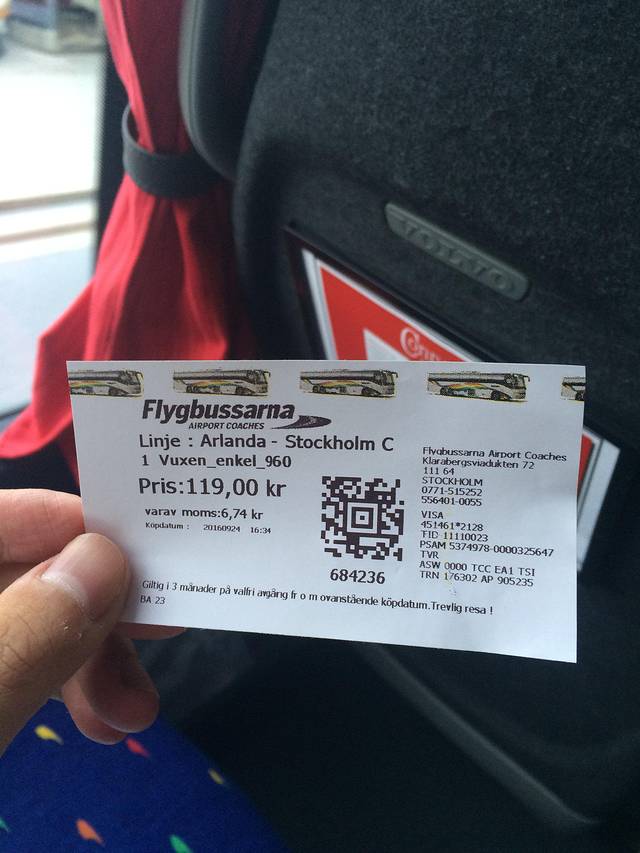 VOLVO
Flygbussarna
AIRPORT COACHES
Linje : Arlanda - Stockholm C
1 Vuxen_enkel_960
Pris:119,00 kr
varav moms:6,74 kr
Köpdatum : 20160924 16:34
684236
Flygbussarna Airport Coaches
Klarabergsviadukten 72
111 64
STOCKHOLM
0771-515252
556401-0055
VISA
451461*2128
TID 11110023
PSAM 5374978-0000325647
TVR
ASW 0000 TCC EA1 TSI
TRN 176302 AP 905235
Giltig i 3 månader på valfri avgång fr o m ovanstående köpdatum.Trevlig resa !
BA 23